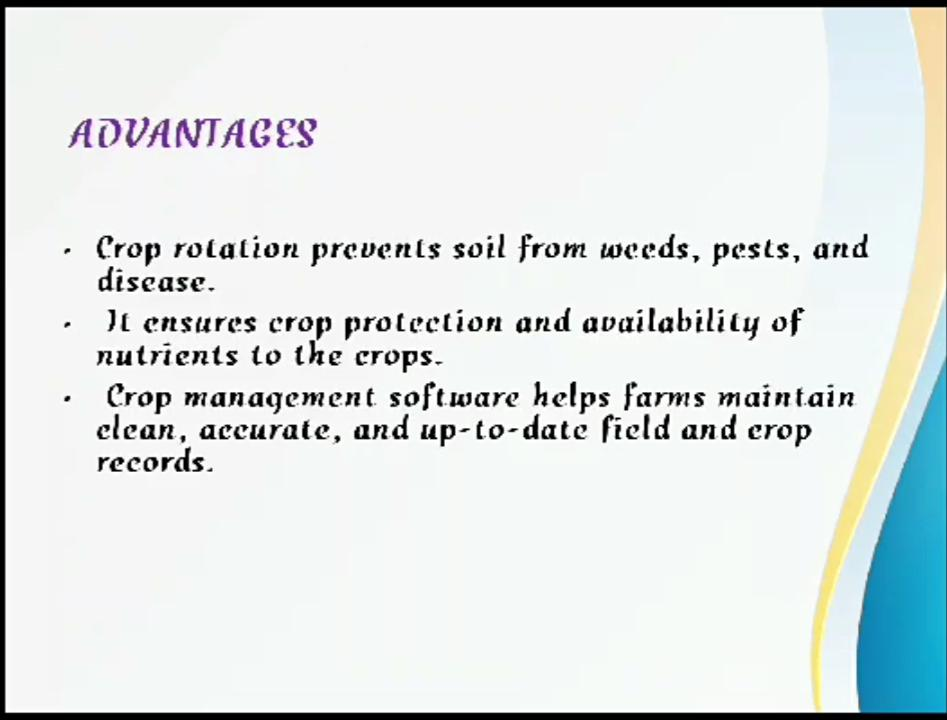 ADVANTAGES
• Crop rotation prevents soil from weeds, pests, and
disease.
• It ensures crop protection and availability of
nutrients to the crops.
• Crop management software helps farms maintain
clean, accurate, and up-to-date field and crop
records.